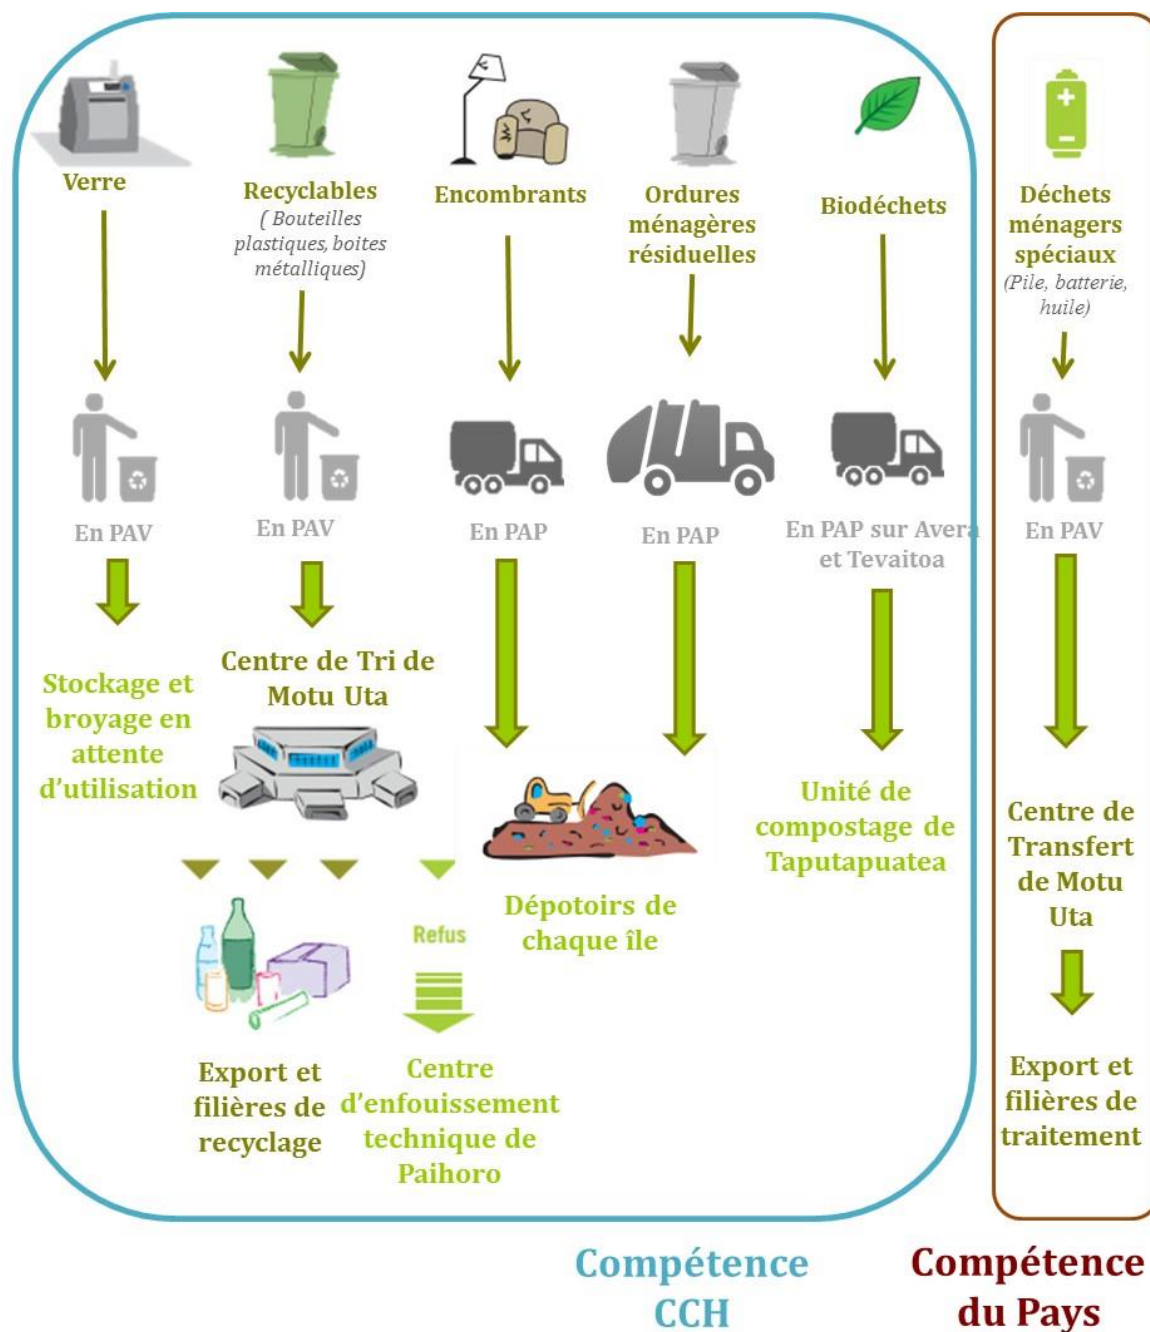 Verre
Recyclables
( Bouteilles
plastiques, boites
métalliques)
Encombrants
Ordures
ménagères
résiduelles
Biodéchets
Déchets
ménagers
spéciaux
(Pile, batterie,
huile)
En PAV
En PAV
En PAP
En PAP
En PAP sur Avera
et Tevaitoa
En PAV
Stockage et
broyage en
attente
d'utilisation
Centre de Tri de
Motu Uta
Dépotoirs de
chaque île
Unité de
compostage de
Taputapuatea
Centre de
Transfert
de Motu
Uta
Refus
Export et
filières de
recyclage
Centre
d'enfouissement
technique de
Paihoro
Export et
filières de
traitement
Compétence
CCH
Compétence
du Pays